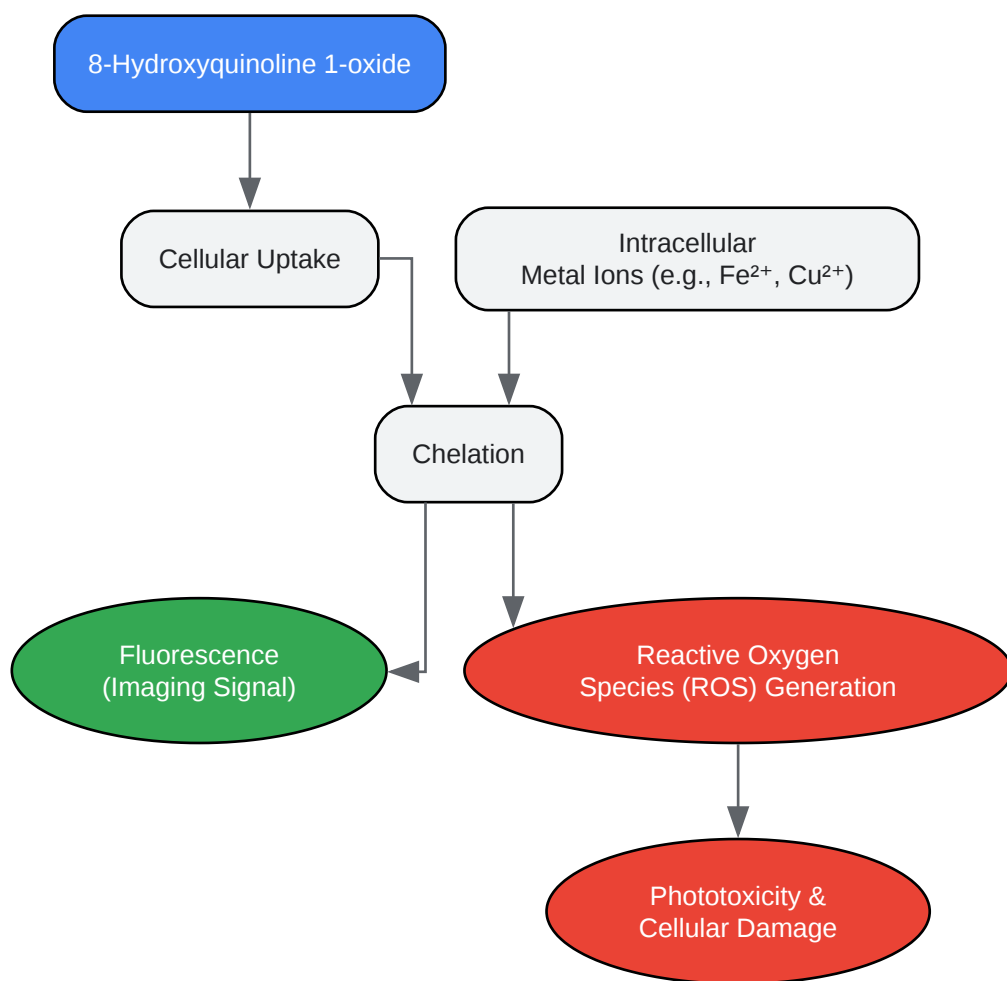 8-Hydroxyquinoline 1-oxide
Cellular Uptake
Intracellular
Metal Ions (e.g., Fe²⁺, Cu²⁺)
Chelation
Fluorescence
(Imaging Signal)
Reactive Oxygen
Species (ROS) Generation
Phototoxicity &
Cellular Damage